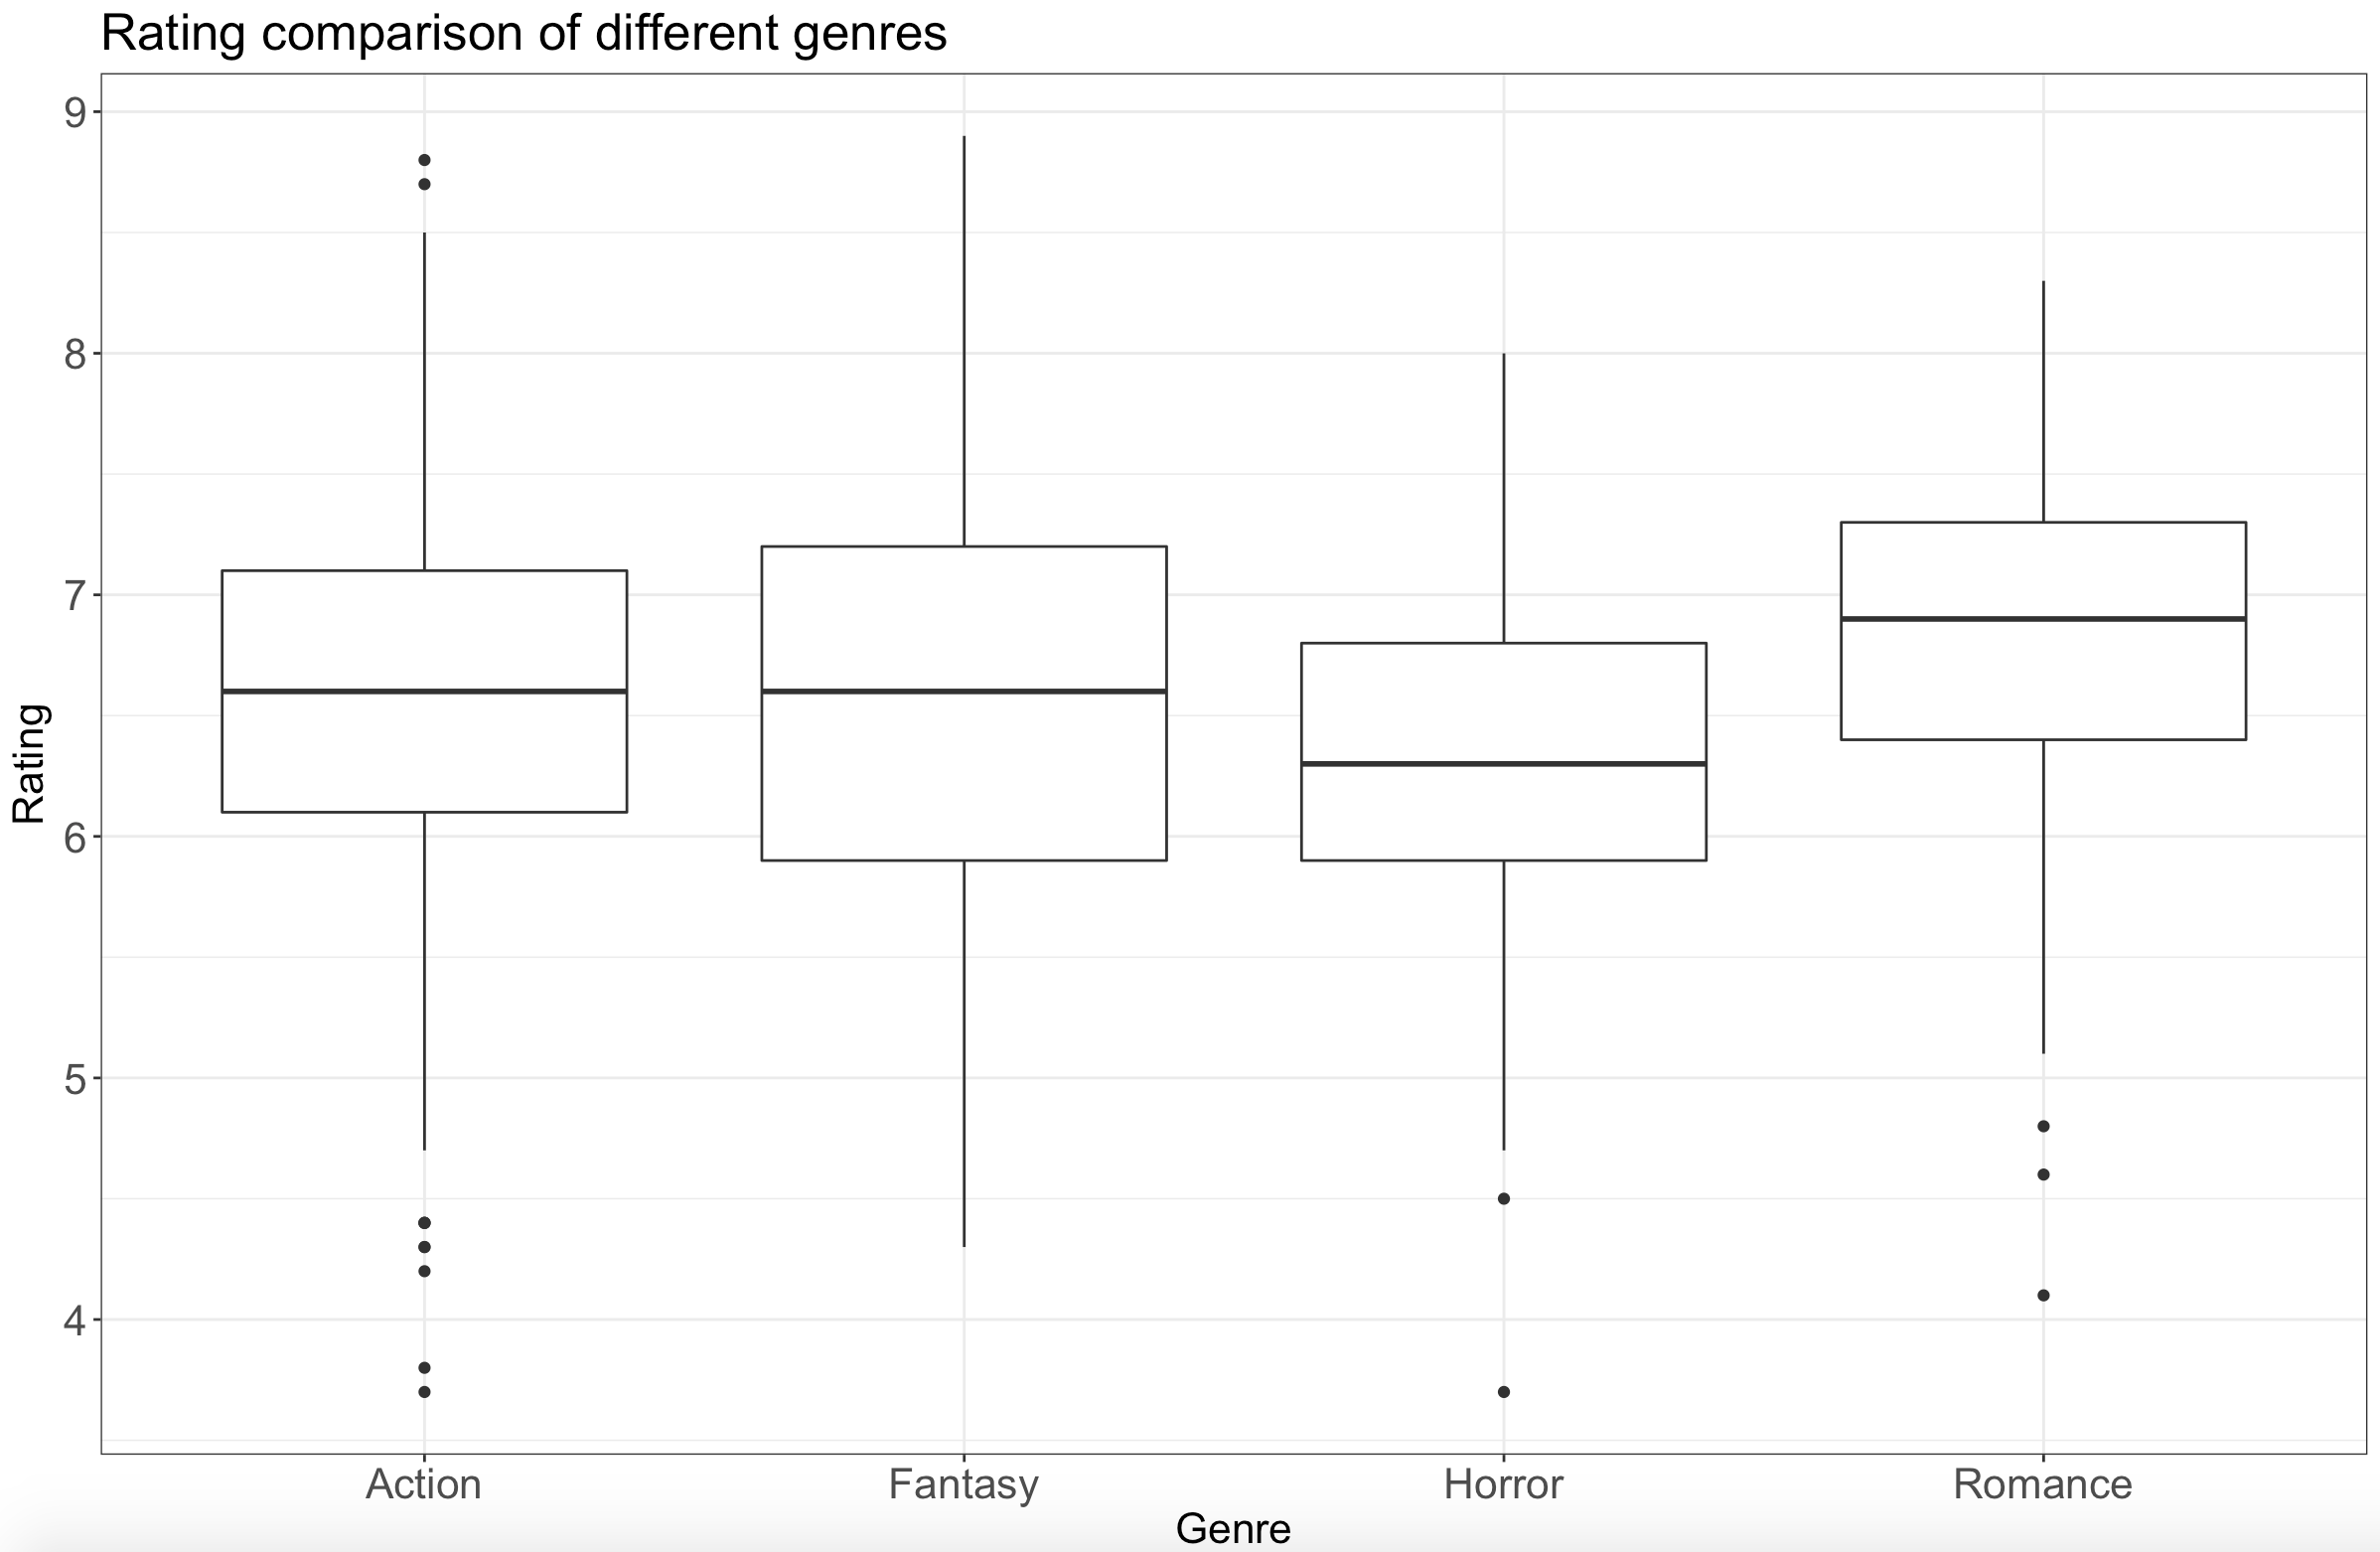 Rating comparison of different genres
9
8
7
6
5
4
Rating
Action Fantasy Horror Romance
Genre